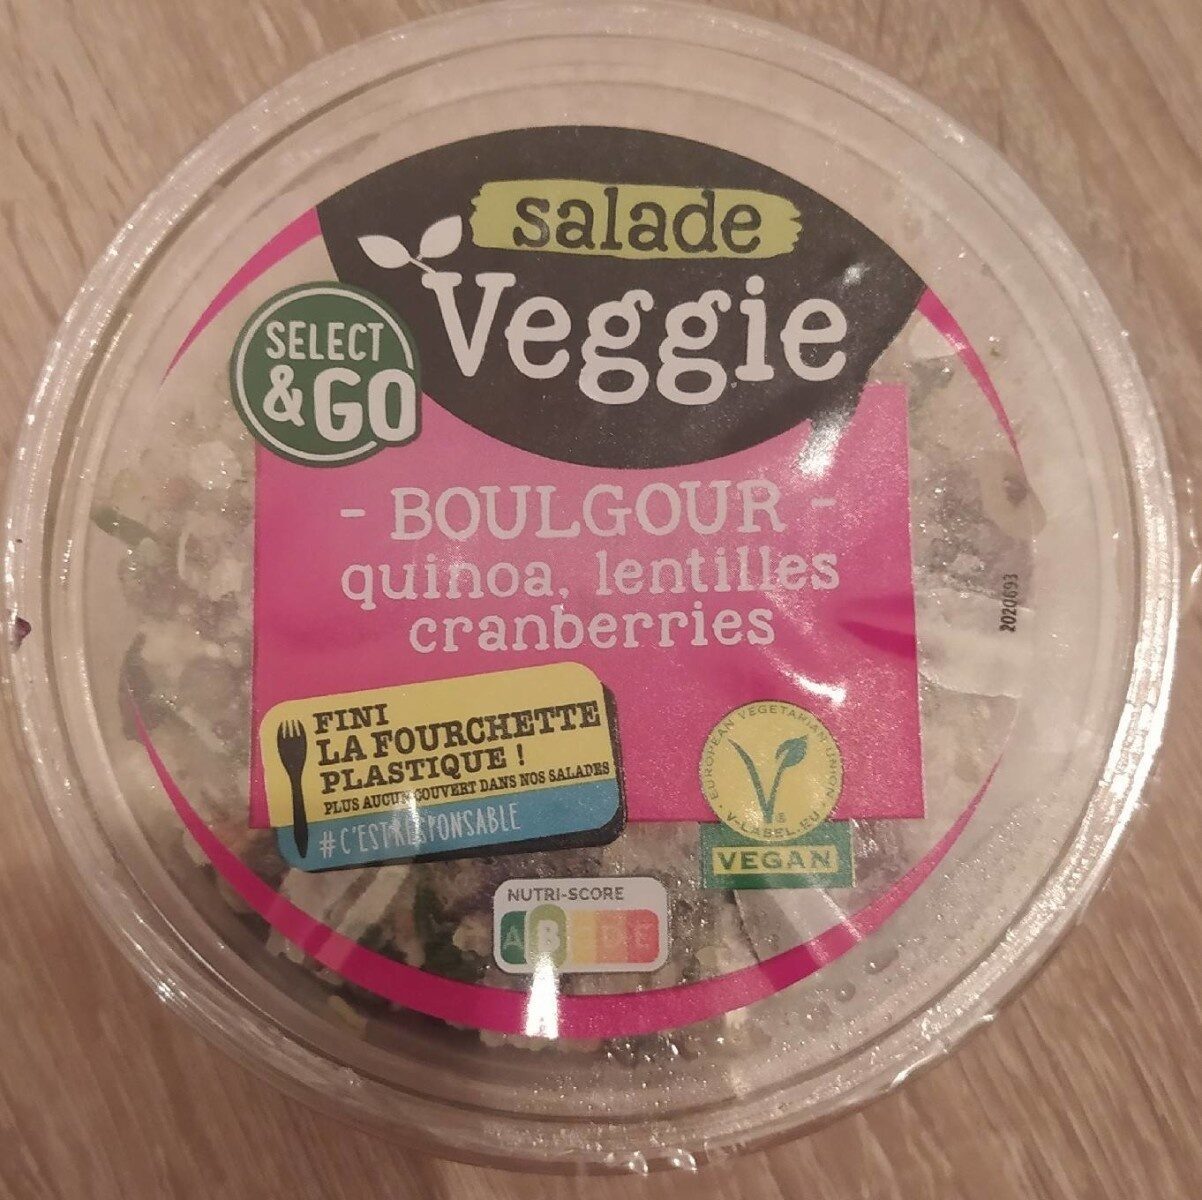 salade
Veggie
SELECT
&GO
- BOULGOUR -
quinoa, lentilles
cranberries
2020693
FINI
LA FOURCHETTE
PLASTIQUE !
PLUS AUCUN COUVERT DANS NOS SALADES
#C'ESTRESPONSABLE
EUROPEAN VEGETARIAN UNION
V-LABEL.EU
VEGAN
NUTRI-SCORE
A B C D E